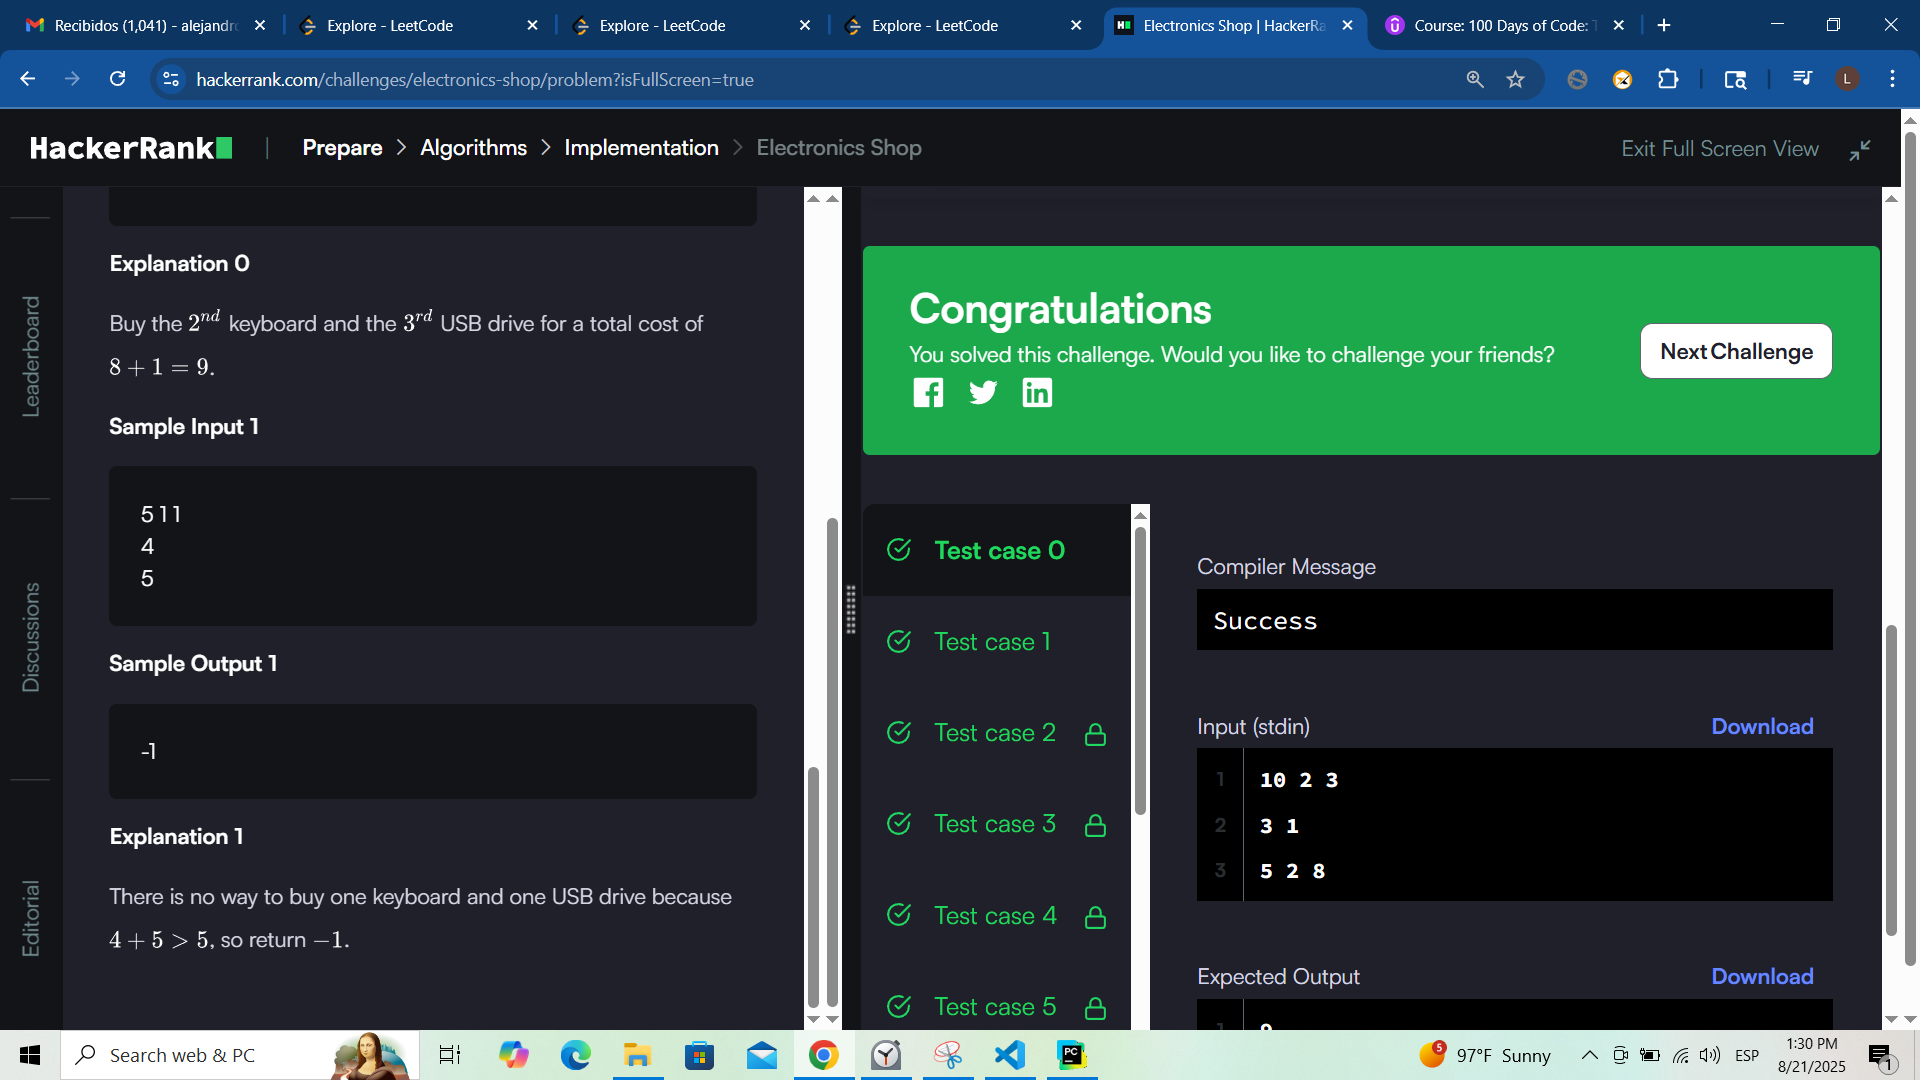 Recibidos (1,041) - alejandro
Explore - LeetCode
Explore - LeetCode
Explore - LeetCode
Electronics Shop | HackerRa
Course: 100 Days of Code: T
hackerrank.com/challenges/electronics-shop/problem?isFullScreen=true
L
HackerRank
Prepare > Algorithms > Implementation > Electronics Shop
Exit Full Screen View
Leaderboard
Discussions
Editorial
Explanation 0
Buy the 2nd keyboard and the 3rd USB drive for a total cost of
8 + 1 = 9.
Sample Input 1
5 1 1
4
5
Sample Output 1
-1
Explanation 1
There is no way to buy one keyboard and one USB drive because
4 + 5 > 5, so return −1.
Congratulations
You solved this challenge. Would you like to challenge your friends?
Next Challenge
Test case 0
Test case 1
Test case 2
Test case 3
Test case 4
Test case 5
Compiler Message
Success
Input (stdin)
Download
1 10 2 3
2 3 1
3 5 2 8
Expected Output
Download
1 9
Search web & PC
5
97°F Sunny
ESP
1:30 PM
8/21/2025
1